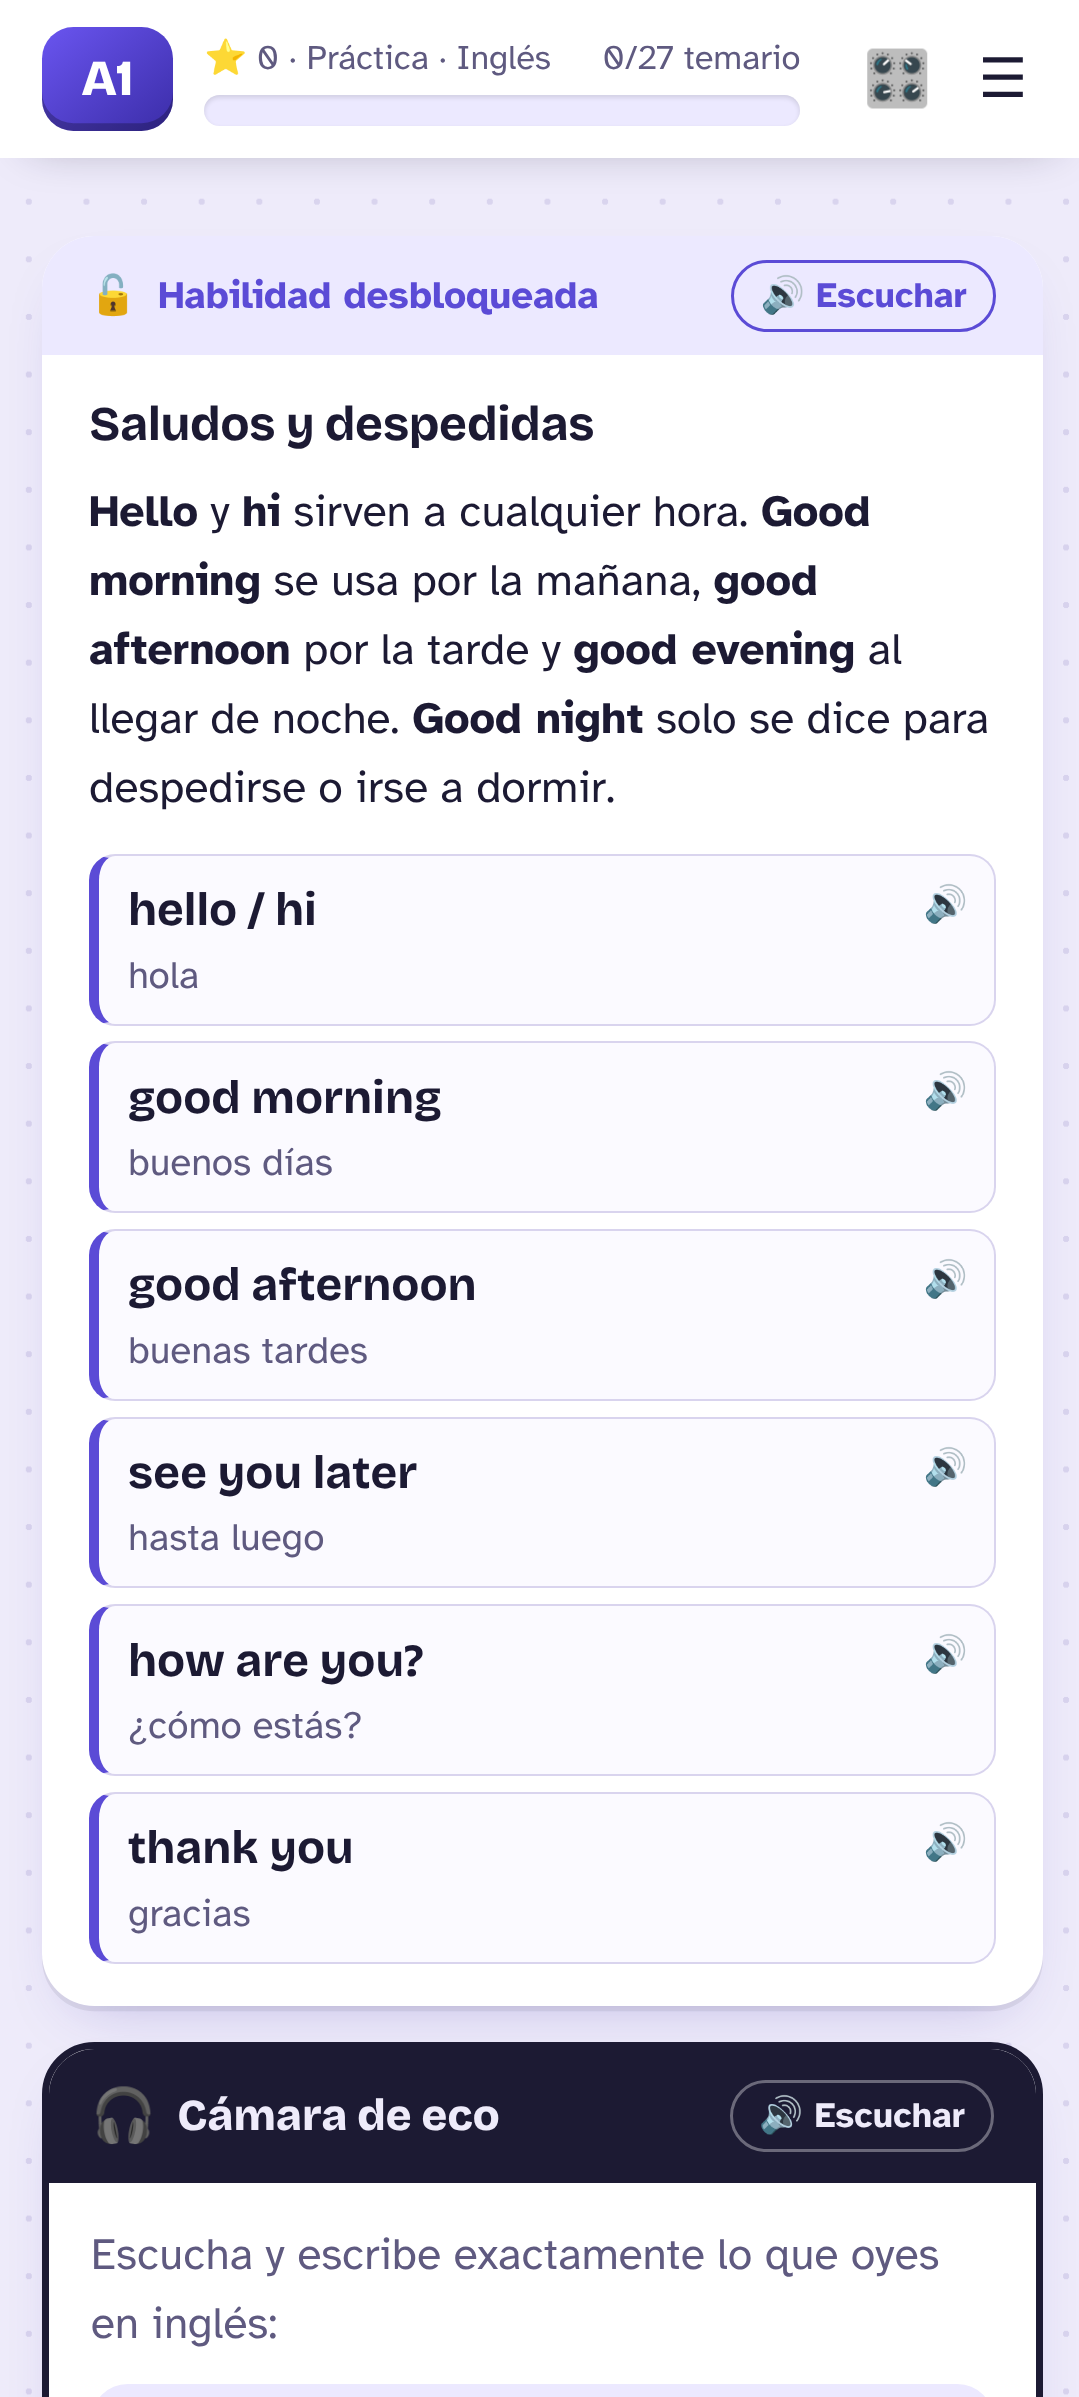 A1
⭐ 0 · Práctica · Inglés 0/27 temario
Habilidad desbloqueada
Escuchar
Saludos y despedidas
Hello y hi sirven a cualquier hora. Good
morning se usa por la mañana, good
afternoon por la tarde y good evening al
llegar de noche. Good night solo se dice para
despedirse o irse a dormir.
hello / hi
hola
good morning
buenos días
good afternoon
buenas tardes
see you later
hasta luego
how are you?
¿cómo estás?
thank you
gracias
Cámara de eco
Escuchar
Escucha y escribe exactamente lo que oyes
en inglés: